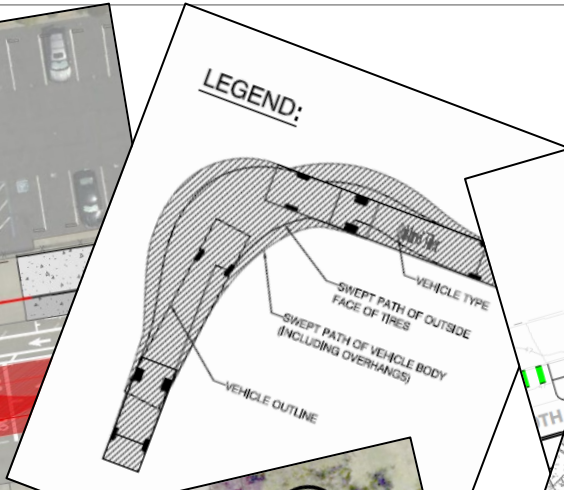 LEGEND:
VEHICLE TYPE
SWEPT PATH OF OUTSIDE
FACE OF TIRES
SWEPT PATH OF VEHICLE BODY
(INCLUDING OVERHANGS)
VEHICLE OUTLINE
TH